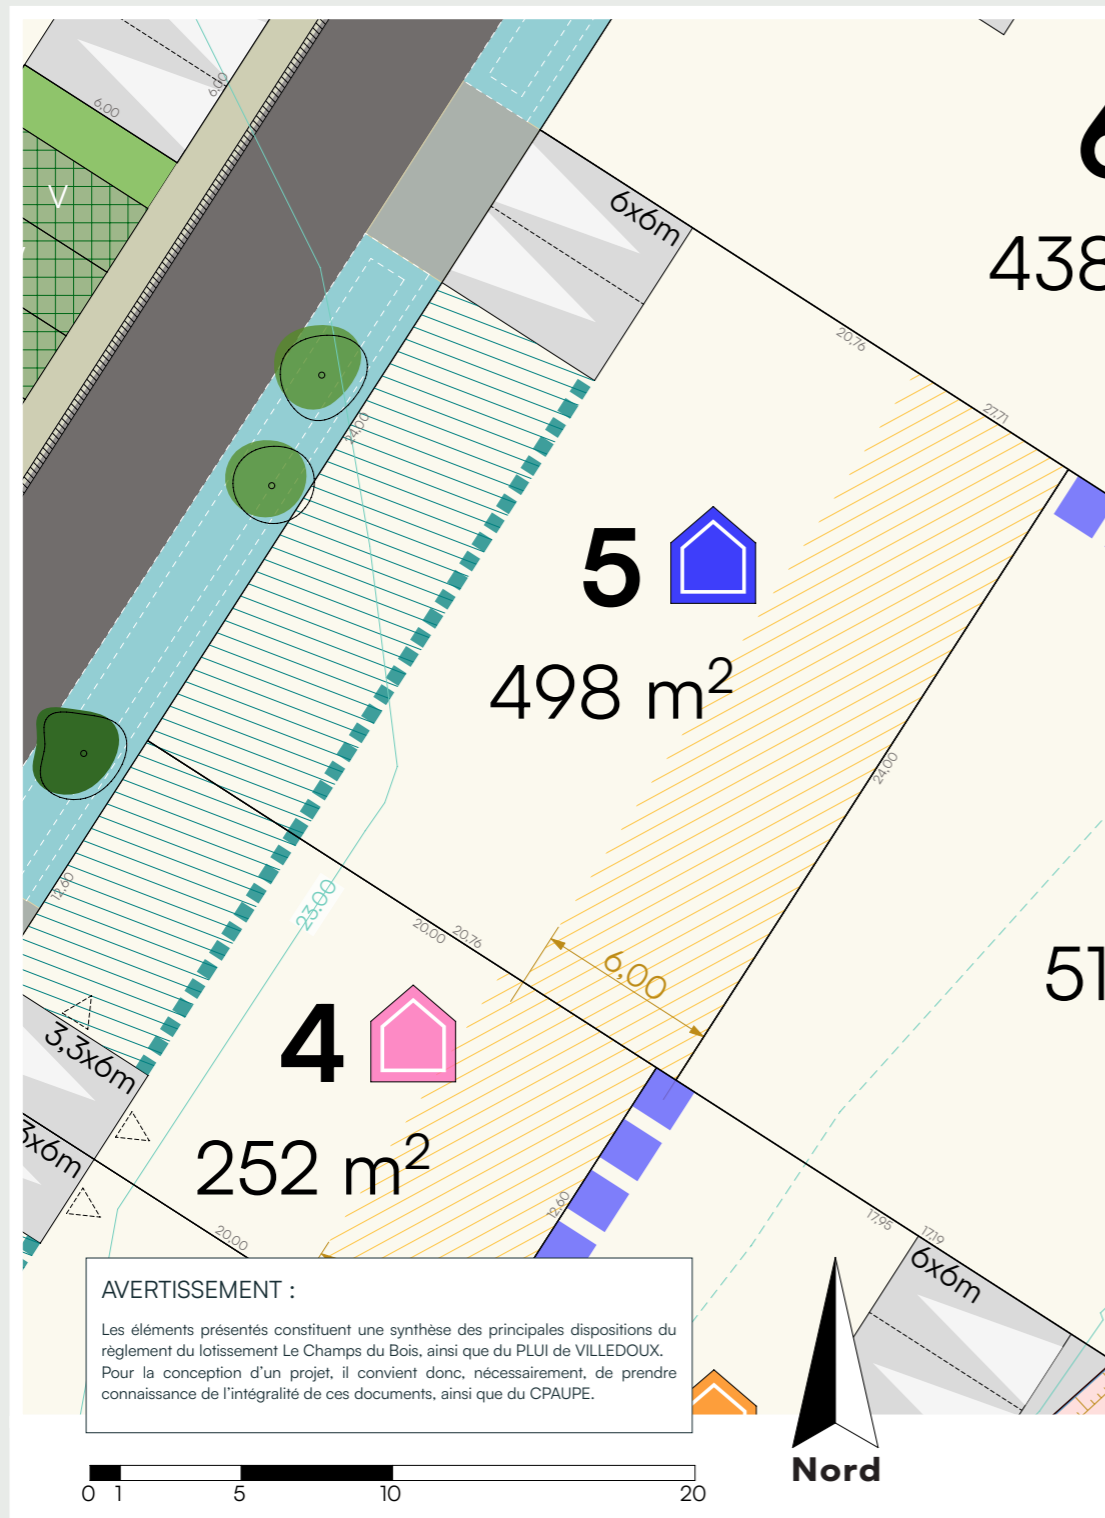 6,00
6,00
V
6x6m
438
20,76
27,71
24,00
5
498 m²
24,00
12,60
23.00
20.00
20,76
6,00
51
4
3,3x6m
252 m²
3x6m
12,60
20,00
17,95
17,19
6x6m
AVERTISSEMENT :
Les éléments présentés constituent une synthèse des principales dispositions du
règlement du lotissement Le Champs du Bois, ainsi que du PLUI de VILLEDOUX.
Pour la conception d'un projet, il convient donc, nécessairement, de prendre
connaissance de l'intégralité de ces documents, ainsi que du CPAUPE.
0 1 5 10 20
Nord